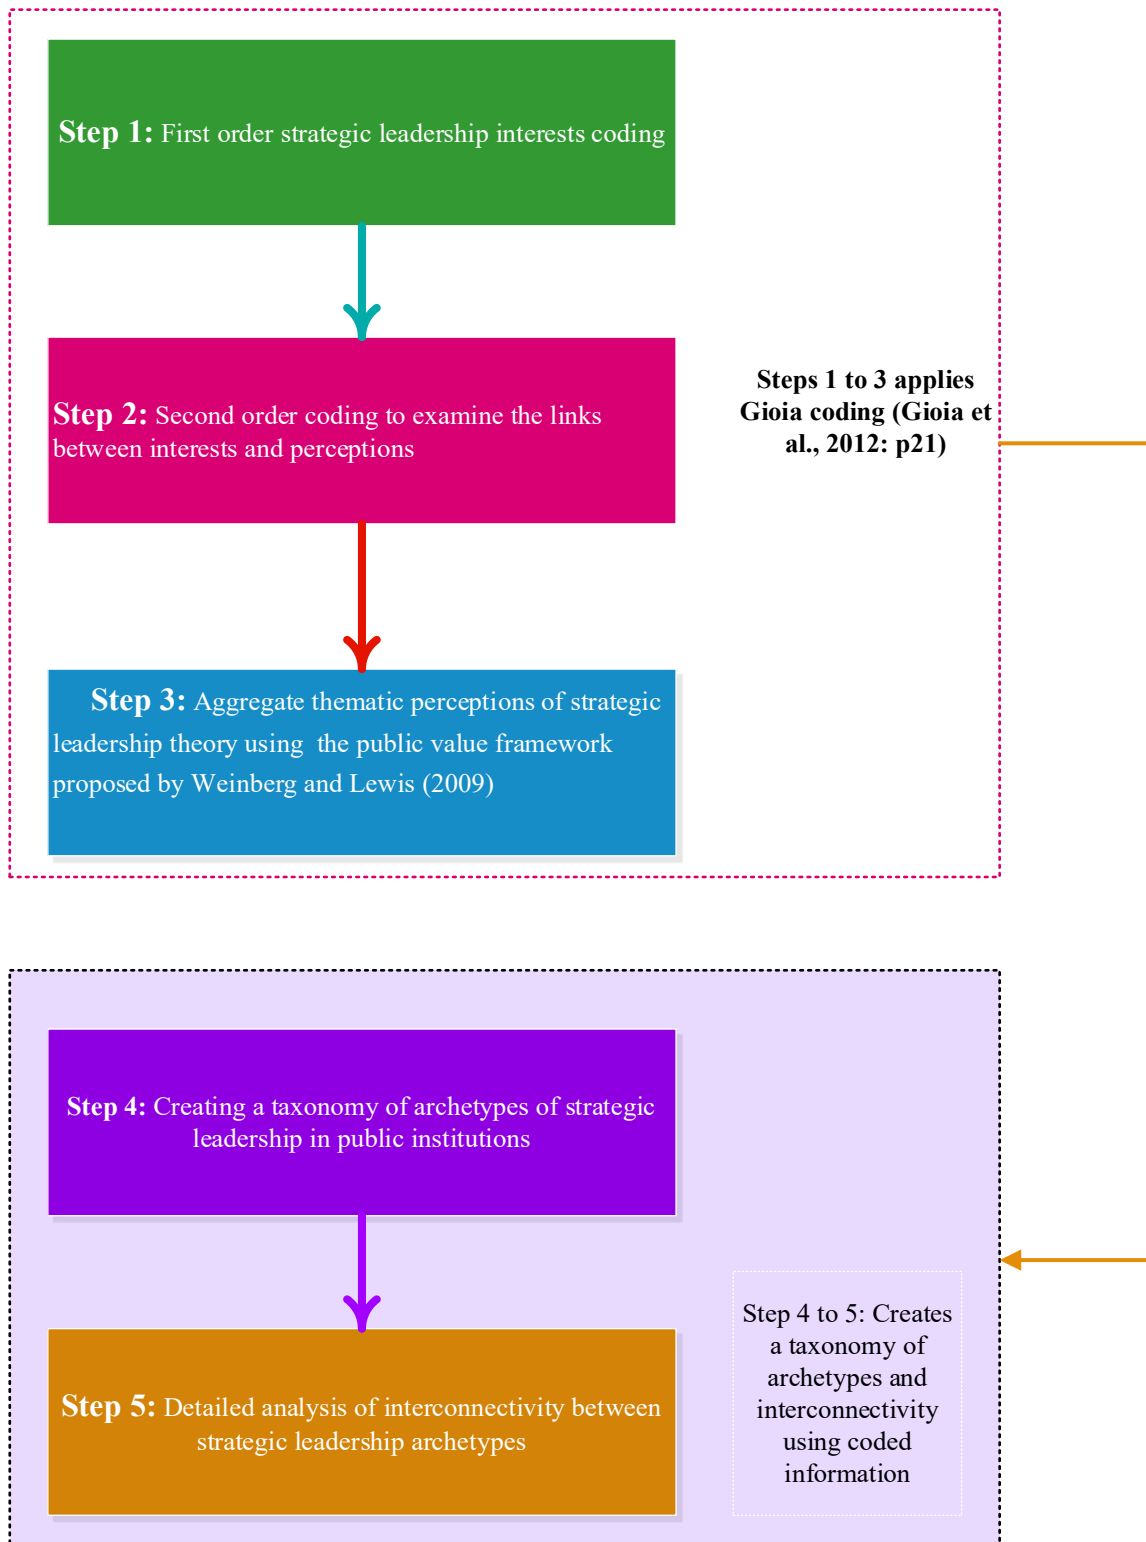 Step 1: First order strategic leadership interests coding
Step 2: Second order coding to examine the links
between interests and perceptions
Steps 1 to 3 applies
Gioia coding (Gioia et
al., 2012: p21)
Step 3: Aggregate thematic perceptions of strategic
leadership theory using the public value framework
proposed by Weinberg and Lewis (2009)
Step 4: Creating a taxonomy of archetypes of strategic
leadership in public institutions
Step 5: Detailed analysis of interconnectivity between
strategic leadership archetypes
Step 4 to 5: Creates
a taxonomy of
archetypes and
interconnectivity
using coded
information